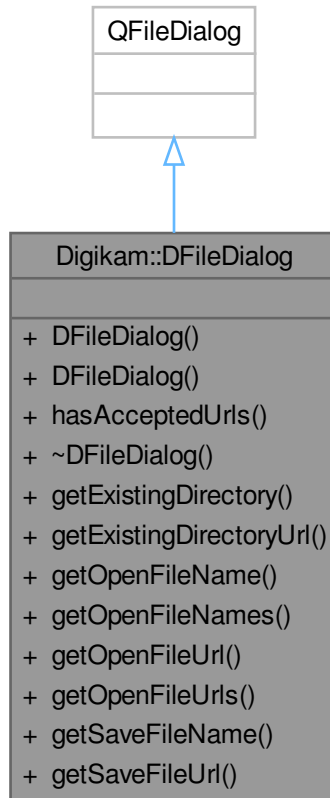 QFileDialog
Digikam::DFileDialog
+ DFileDialog()
+ DFileDialog()
+ hasAcceptedUrls()
+ ~DFileDialog()
+ getExistingDirectory()
+ getExistingDirectoryUrl()
+ getOpenFileName()
+ getOpenFileNames()
+ getOpenFileUrl()
+ getOpenFileUrls()
+ getSaveFileName()
+ getSaveFileUrl()